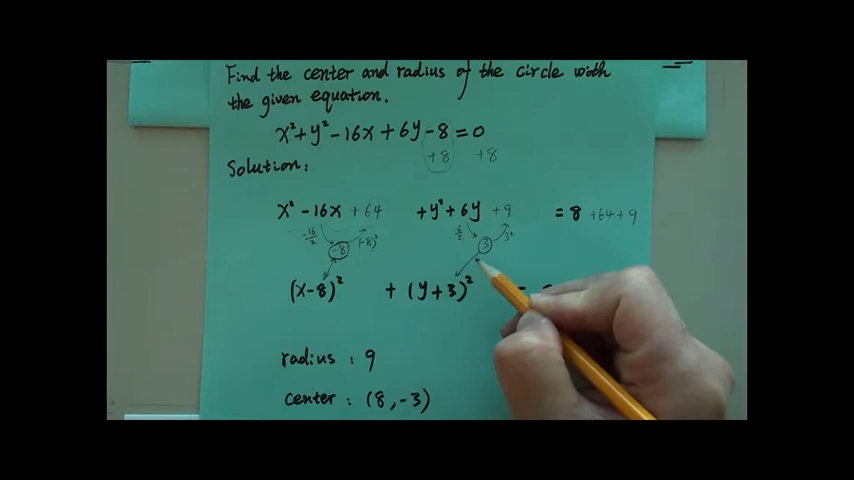 Find the center and radius of the circle with
the given equation.
x² + y² - 16x + 6y - 8 = 0
+8 +8
Solution:
x² - 16x + 64 + y² + 6y + 9 = 8 + 64 + 9
-16/2 -8 (-8)² 6/2 3 3²
(x-8)² + (y+3)² =
radius : 9
center : (8, -3)